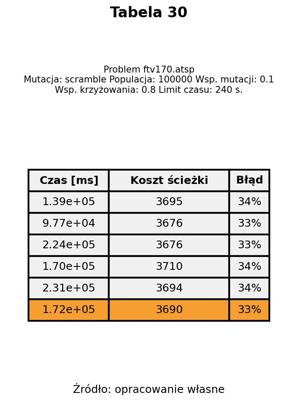 Tabela 30
Problem ftv170.atsp
Mutacja: scramble Populacja: 100000 Wsp. mutacji: 0.1
Wsp. krzyżowania: 0.8 Limit czasu: 240 s.
Czas [ms] Koszt ścieżki Błąd
1.39e+05 3695 34%
9.77e+04 3676 33%
2.24e+05 3676 33%
1.70e+05 3710 34%
2.31e+05 3694 34%
1.72e+05 3690 33%
Źródło: opracowanie własne